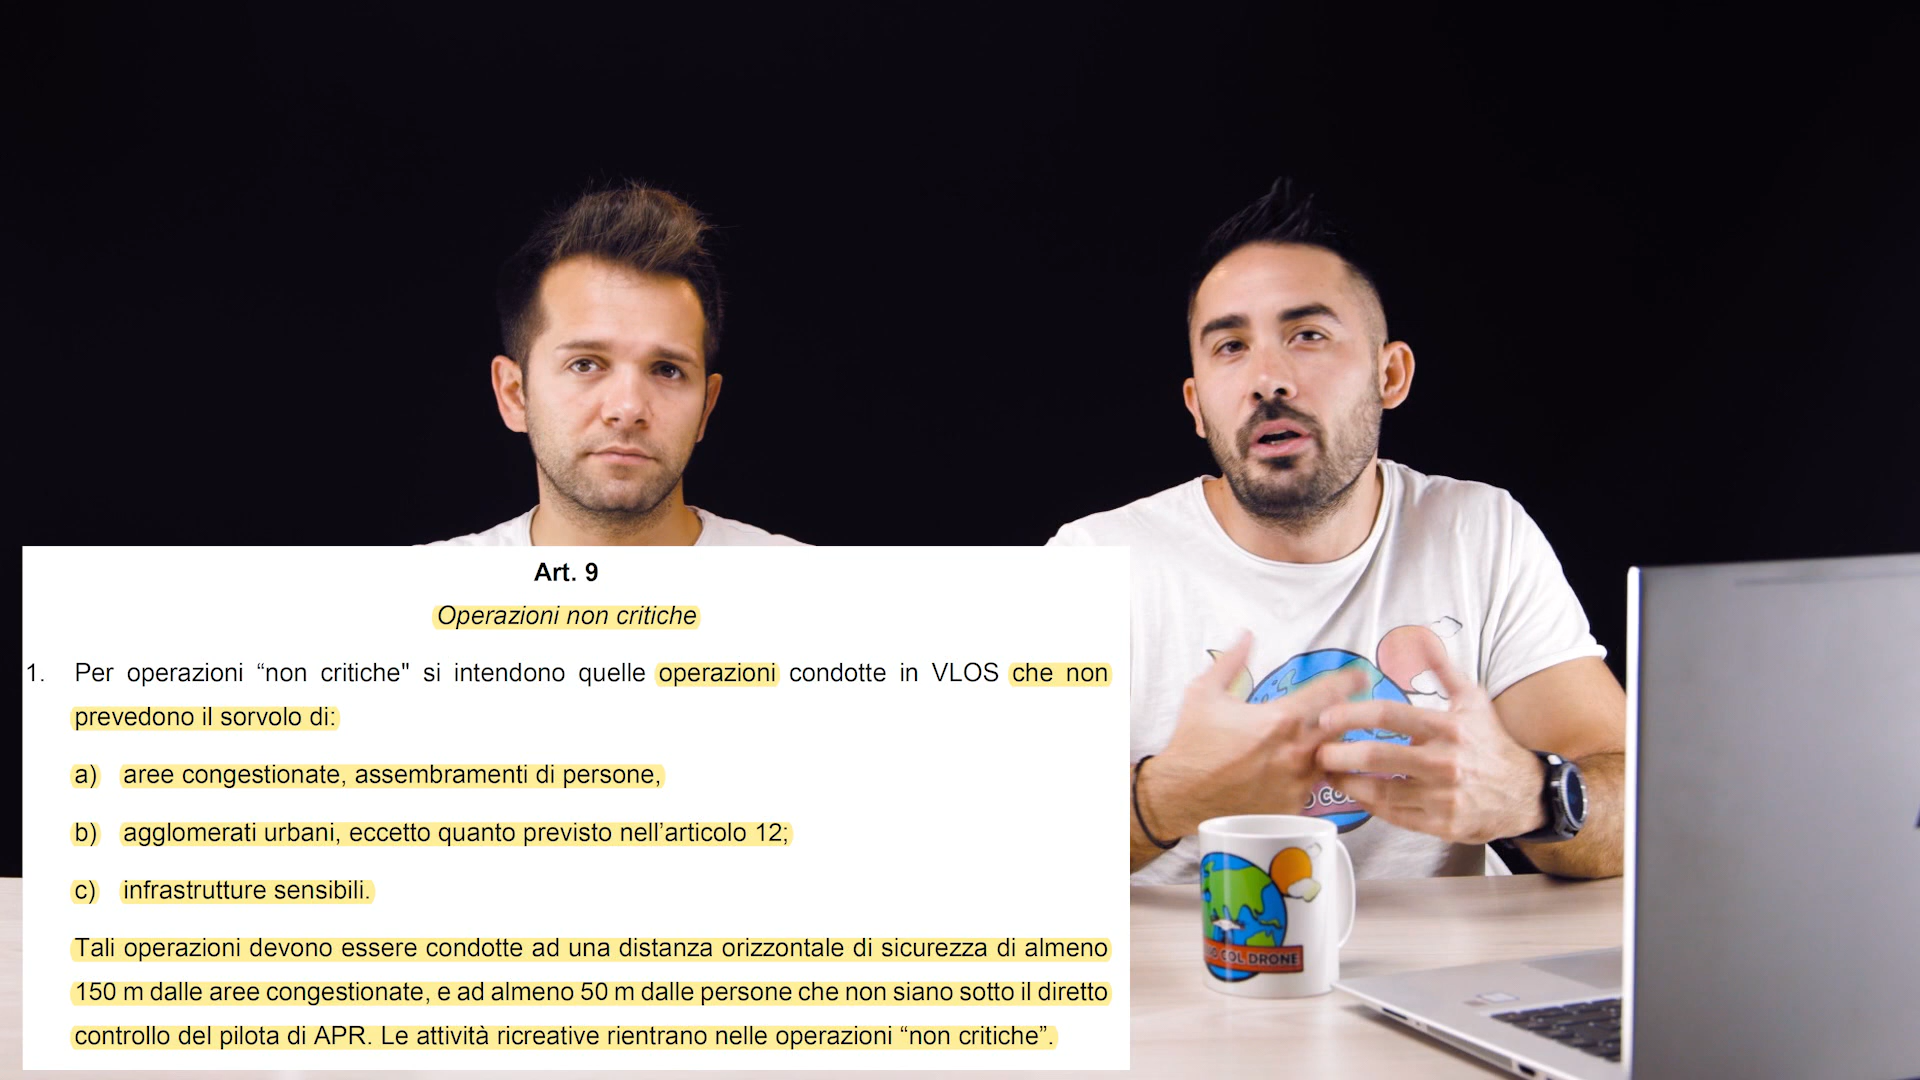 Art. 9
Operazioni non critiche
1. Per operazioni “non critiche" si intendono quelle operazioni condotte in VLOS che non
prevedono il sorvolo di:
a) aree congestionate, assembramenti di persone,
b) agglomerati urbani, eccetto quanto previsto nell’articolo 12;
c) infrastrutture sensibili.
Tali operazioni devono essere condotte ad una distanza orizzontale di sicurezza di almeno
150 m dalle aree congestionate, e ad almeno 50 m dalle persone che non siano sotto il diretto
controllo del pilota di APR. Le attività ricreative rientrano nelle operazioni “non critiche”.
COL DRONE